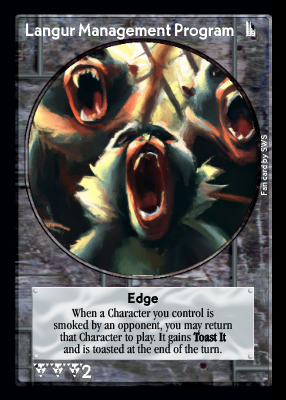 Langur Management Program
Fan card by SWS
Edge
When a Character you control is
smoked by an opponent, you may return
that Character to play. It gains Toast It
and is toasted at the end of the turn.
2